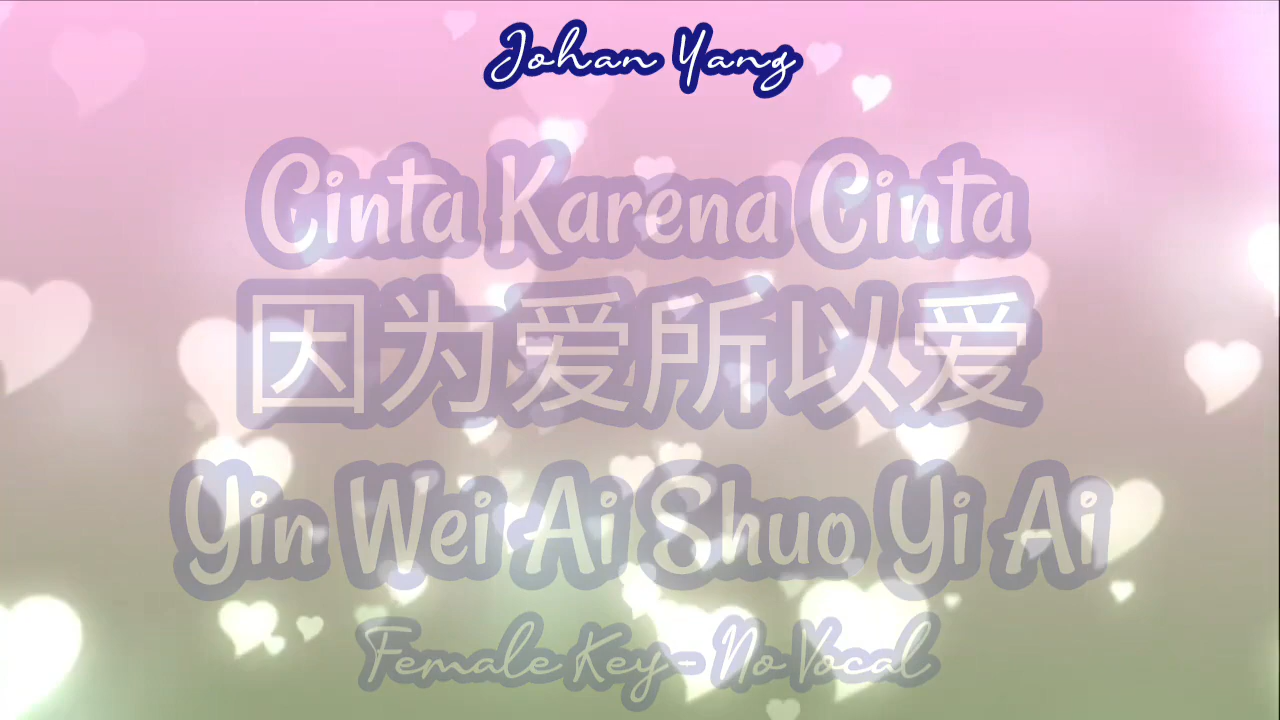 Johan Yang
Cinta Karena Cinta
因为爱所以爱
Yin Wei Ai Shuo Yi Ai
Female Key - No Vocal